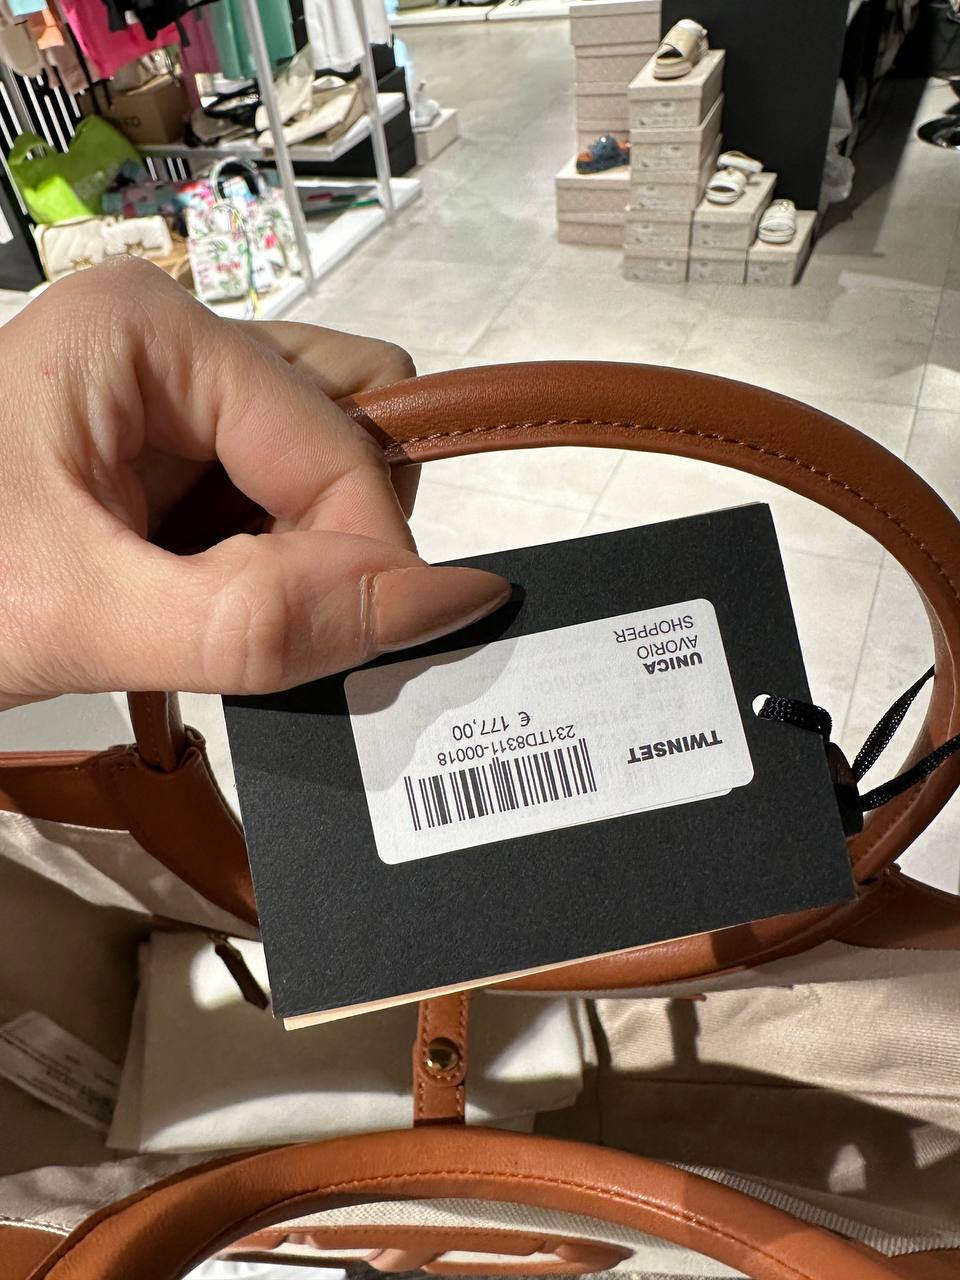 TWINSET
231TD8311-00018
€ 177,00
UNICA
AVORIO
SHOPPER